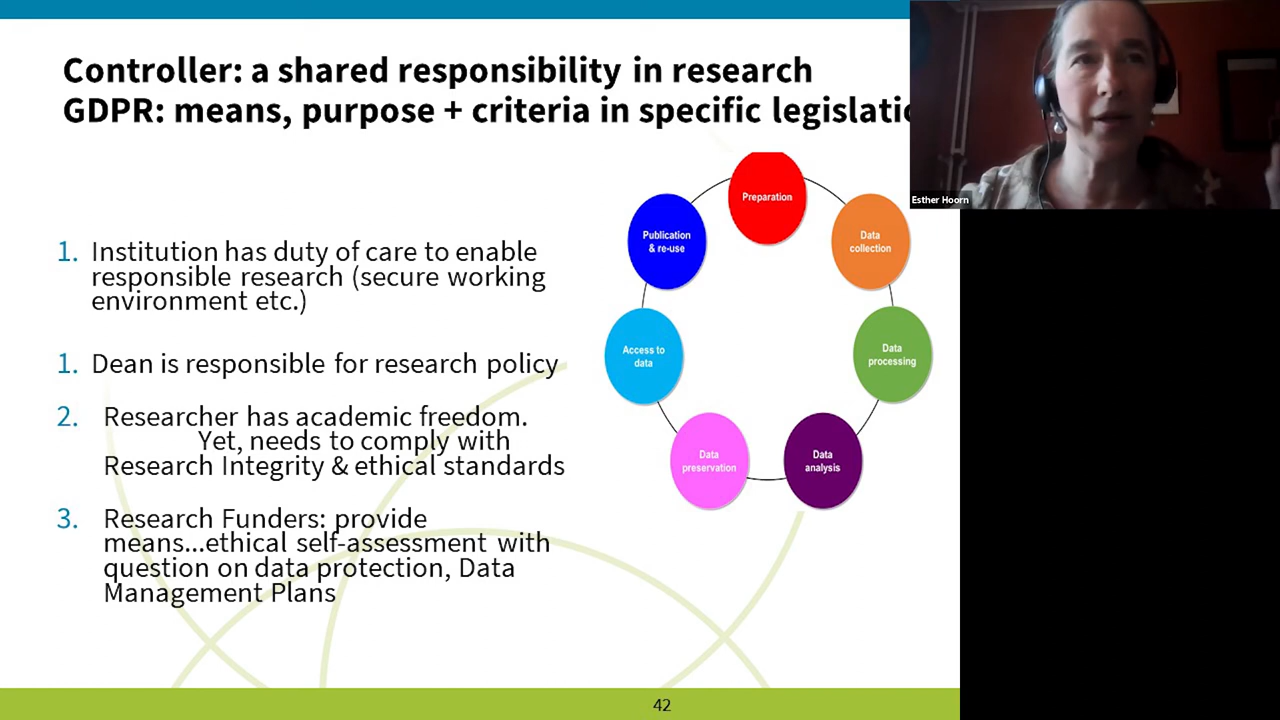 Controller: a shared responsibility in research
GDPR: means, purpose + criteria in specific legislatio
Esther Hoorn
1. Institution has duty of care to enable
responsible research (secure working
environment etc.)
1. Dean is responsible for research policy
2. Researcher has academic freedom.
Yet, needs to comply with
Research Integrity & ethical standards
3. Research Funders: provide
means...ethical self-assessment with
question on data protection, Data
Management Plans
Preparation
Data
collection
Data
processing
Data
analysis
Data
preservation
Access to
data
Publication
& re-use
42